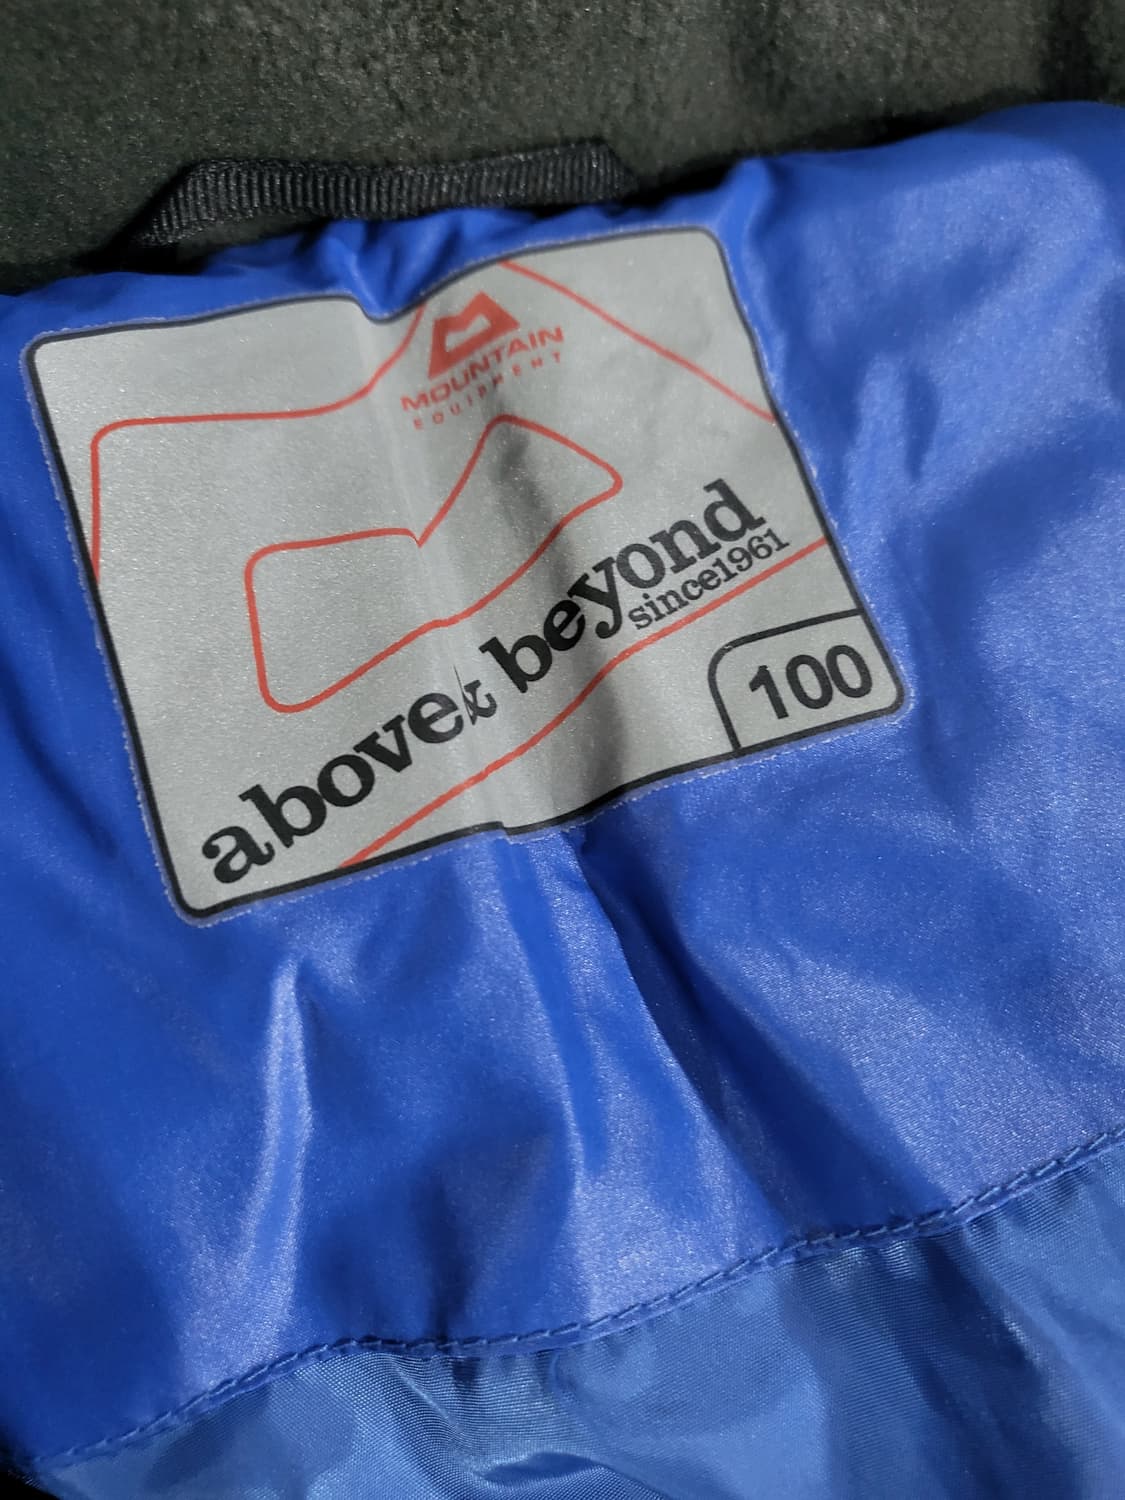 MOUNTAIN
EQUIPMENT
above & beyond
since1961
100